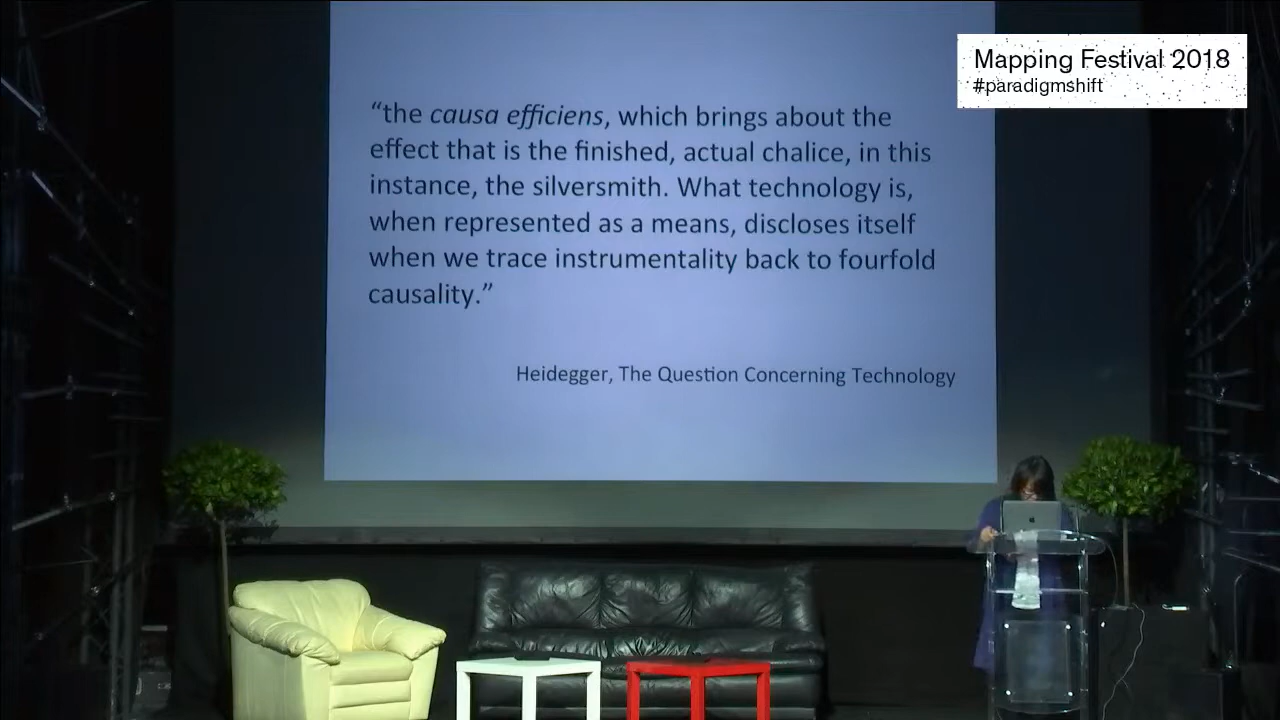 Mapping Festival 2018
#paradigmshift
“the causa efficiens, which brings about the
effect that is the finished, actual chalice, in this
instance, the silversmith. What technology is,
when represented as a means, discloses itself
when we trace instrumentality back to fourfold
causality.”
Heidegger, The Question Concerning Technology